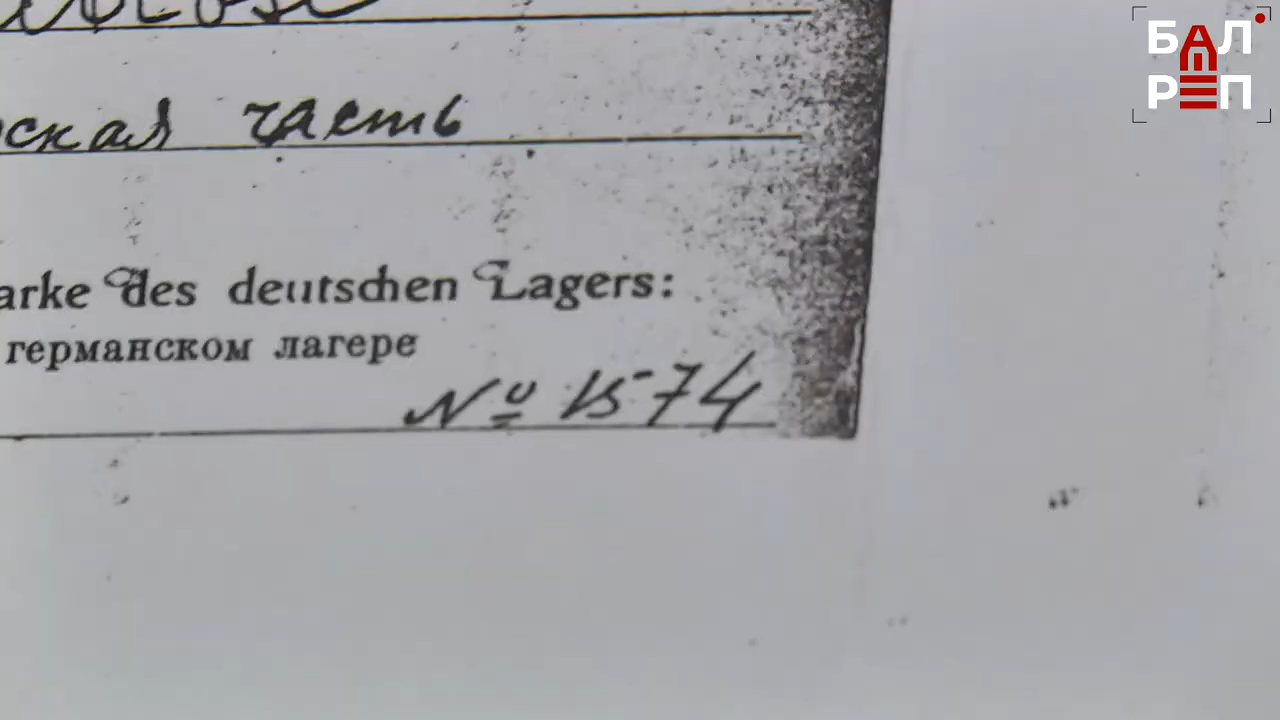 БАЛ
РЕП
ская часть
arke des deutschen Lagers:
германском лагере
№ 1574